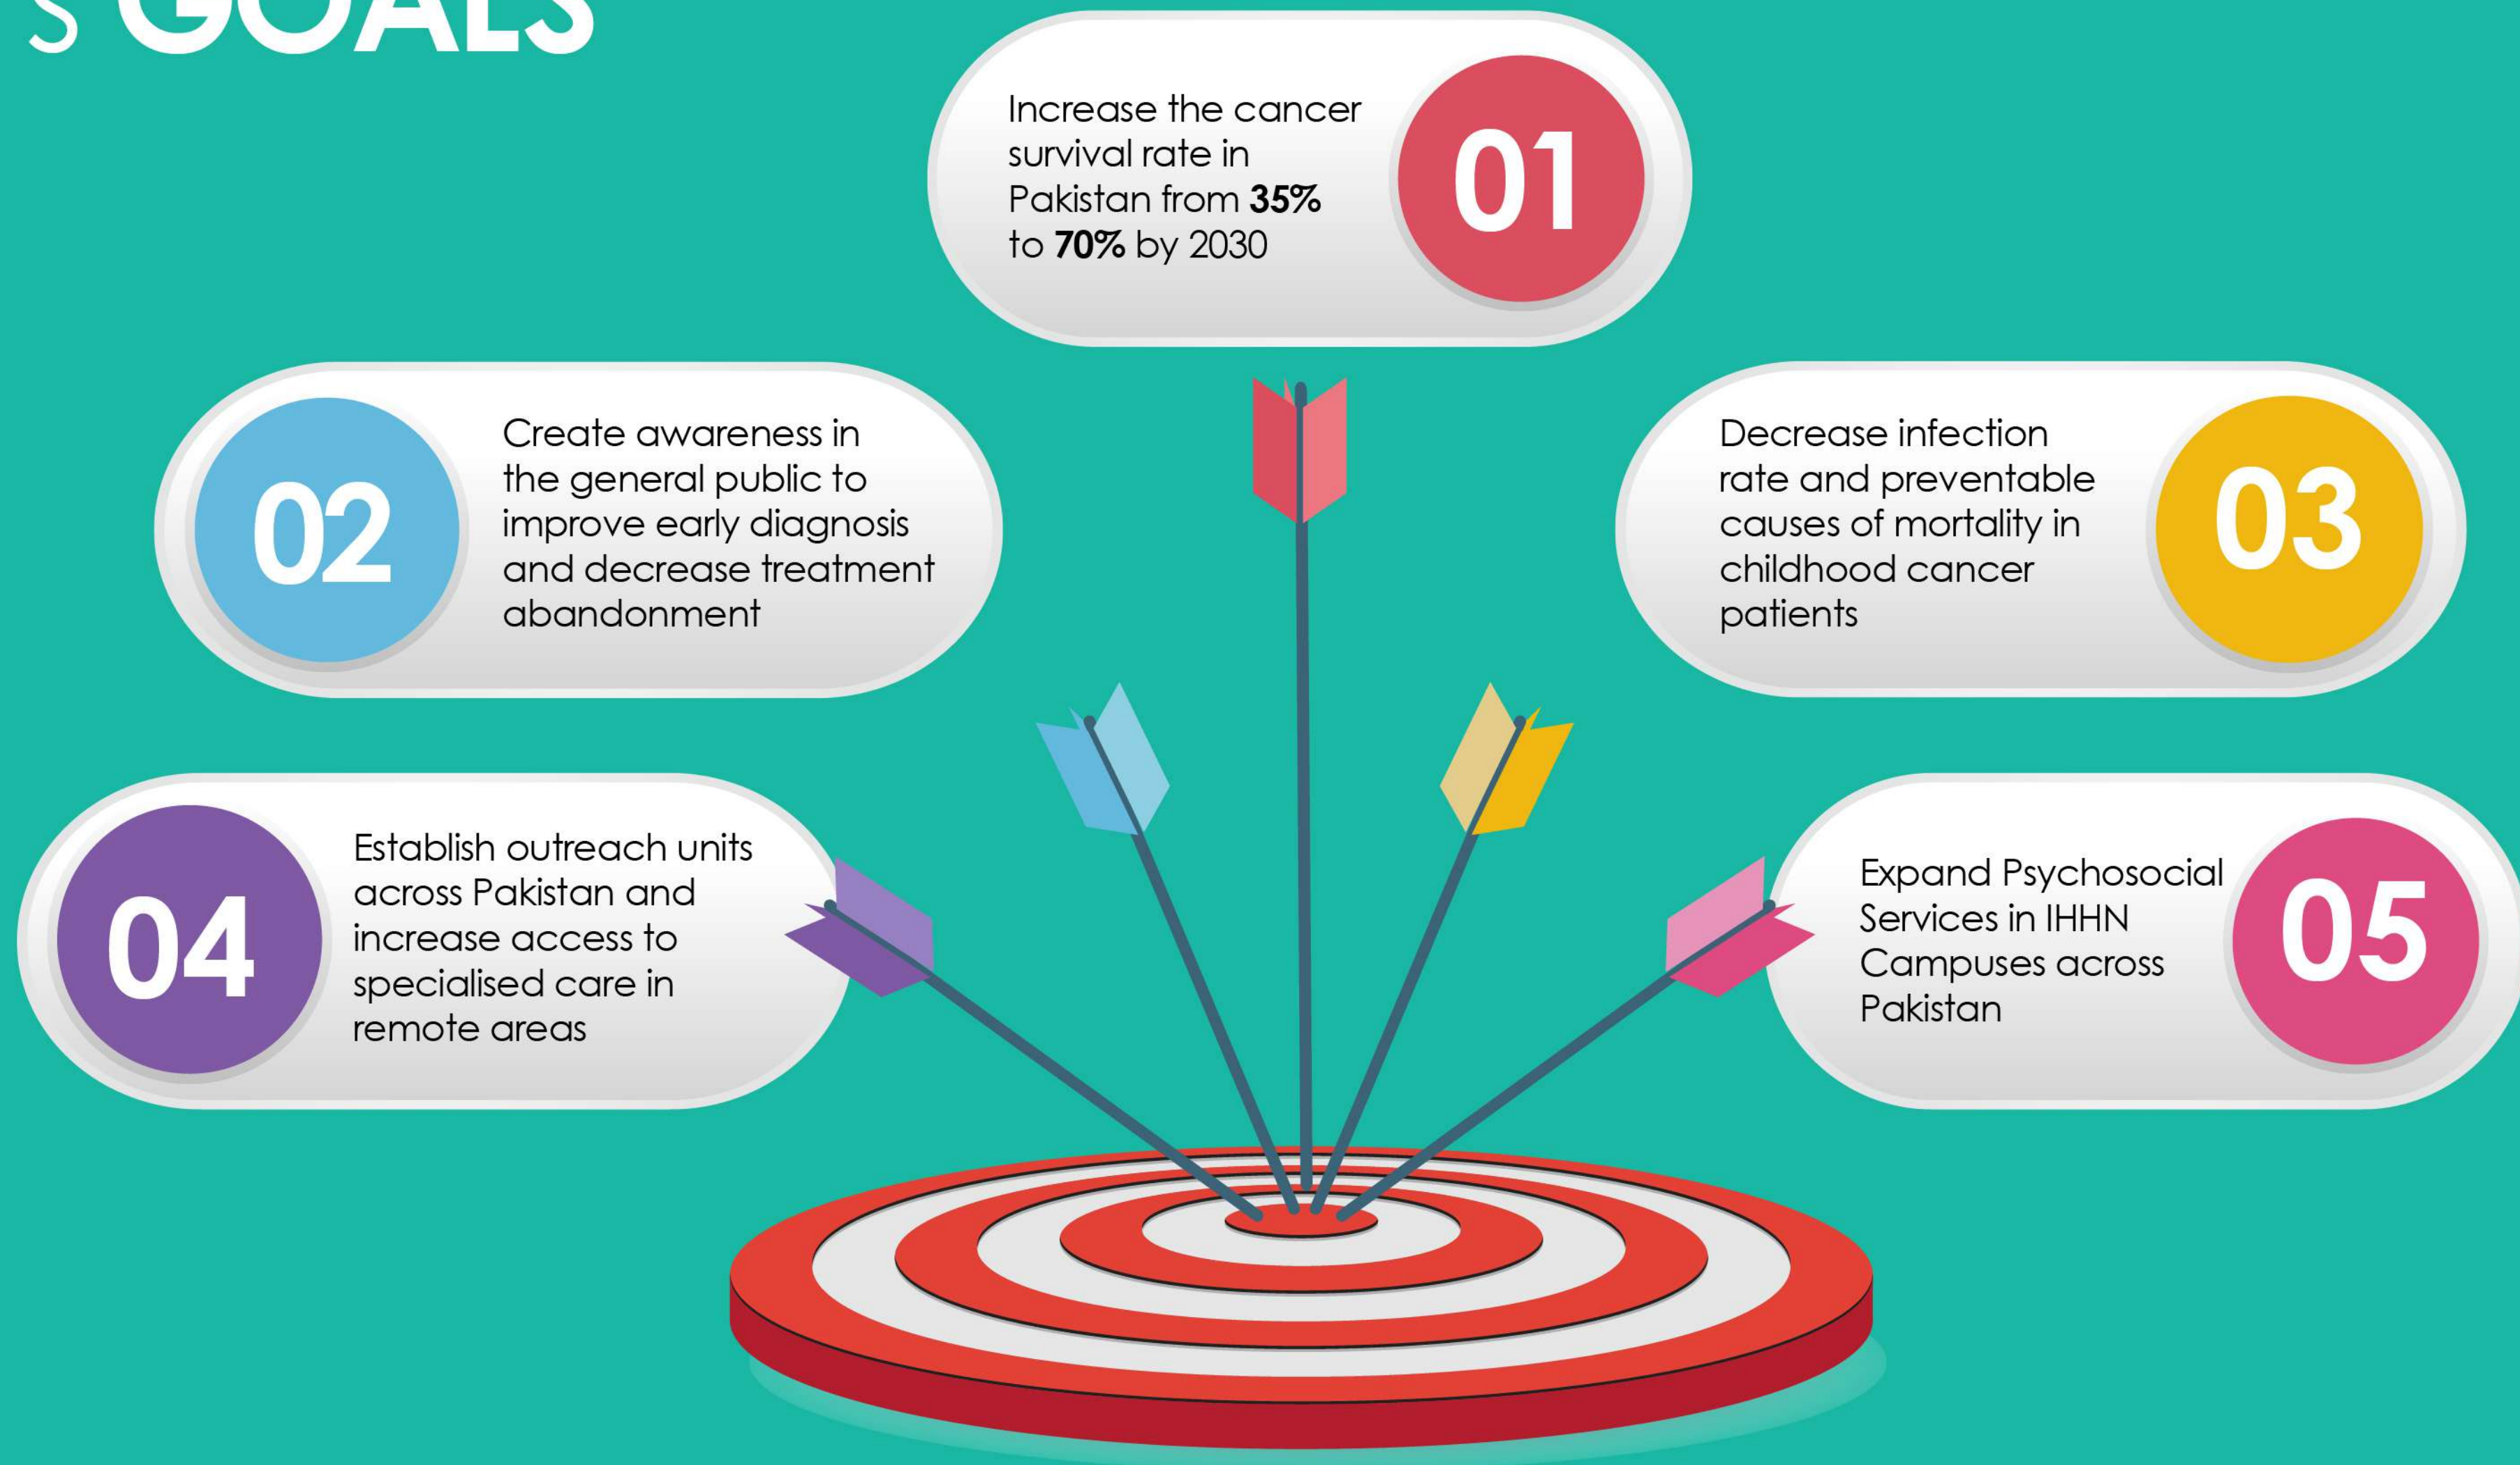 S GOALS
Increase the cancer
survival rate in
Pakistan from 35%
to 70% by 2030
01
02
Create awareness in
the general public to
improve early diagnosis
and decrease treatment
abandonment
Decrease infection
rate and preventable
causes of mortality in
childhood cancer
patients
03
04
Establish outreach units
across Pakistan and
increase access to
specialised care in
remote areas
Expand Psychosocial
Services in IHHN
Campuses across
Pakistan
05